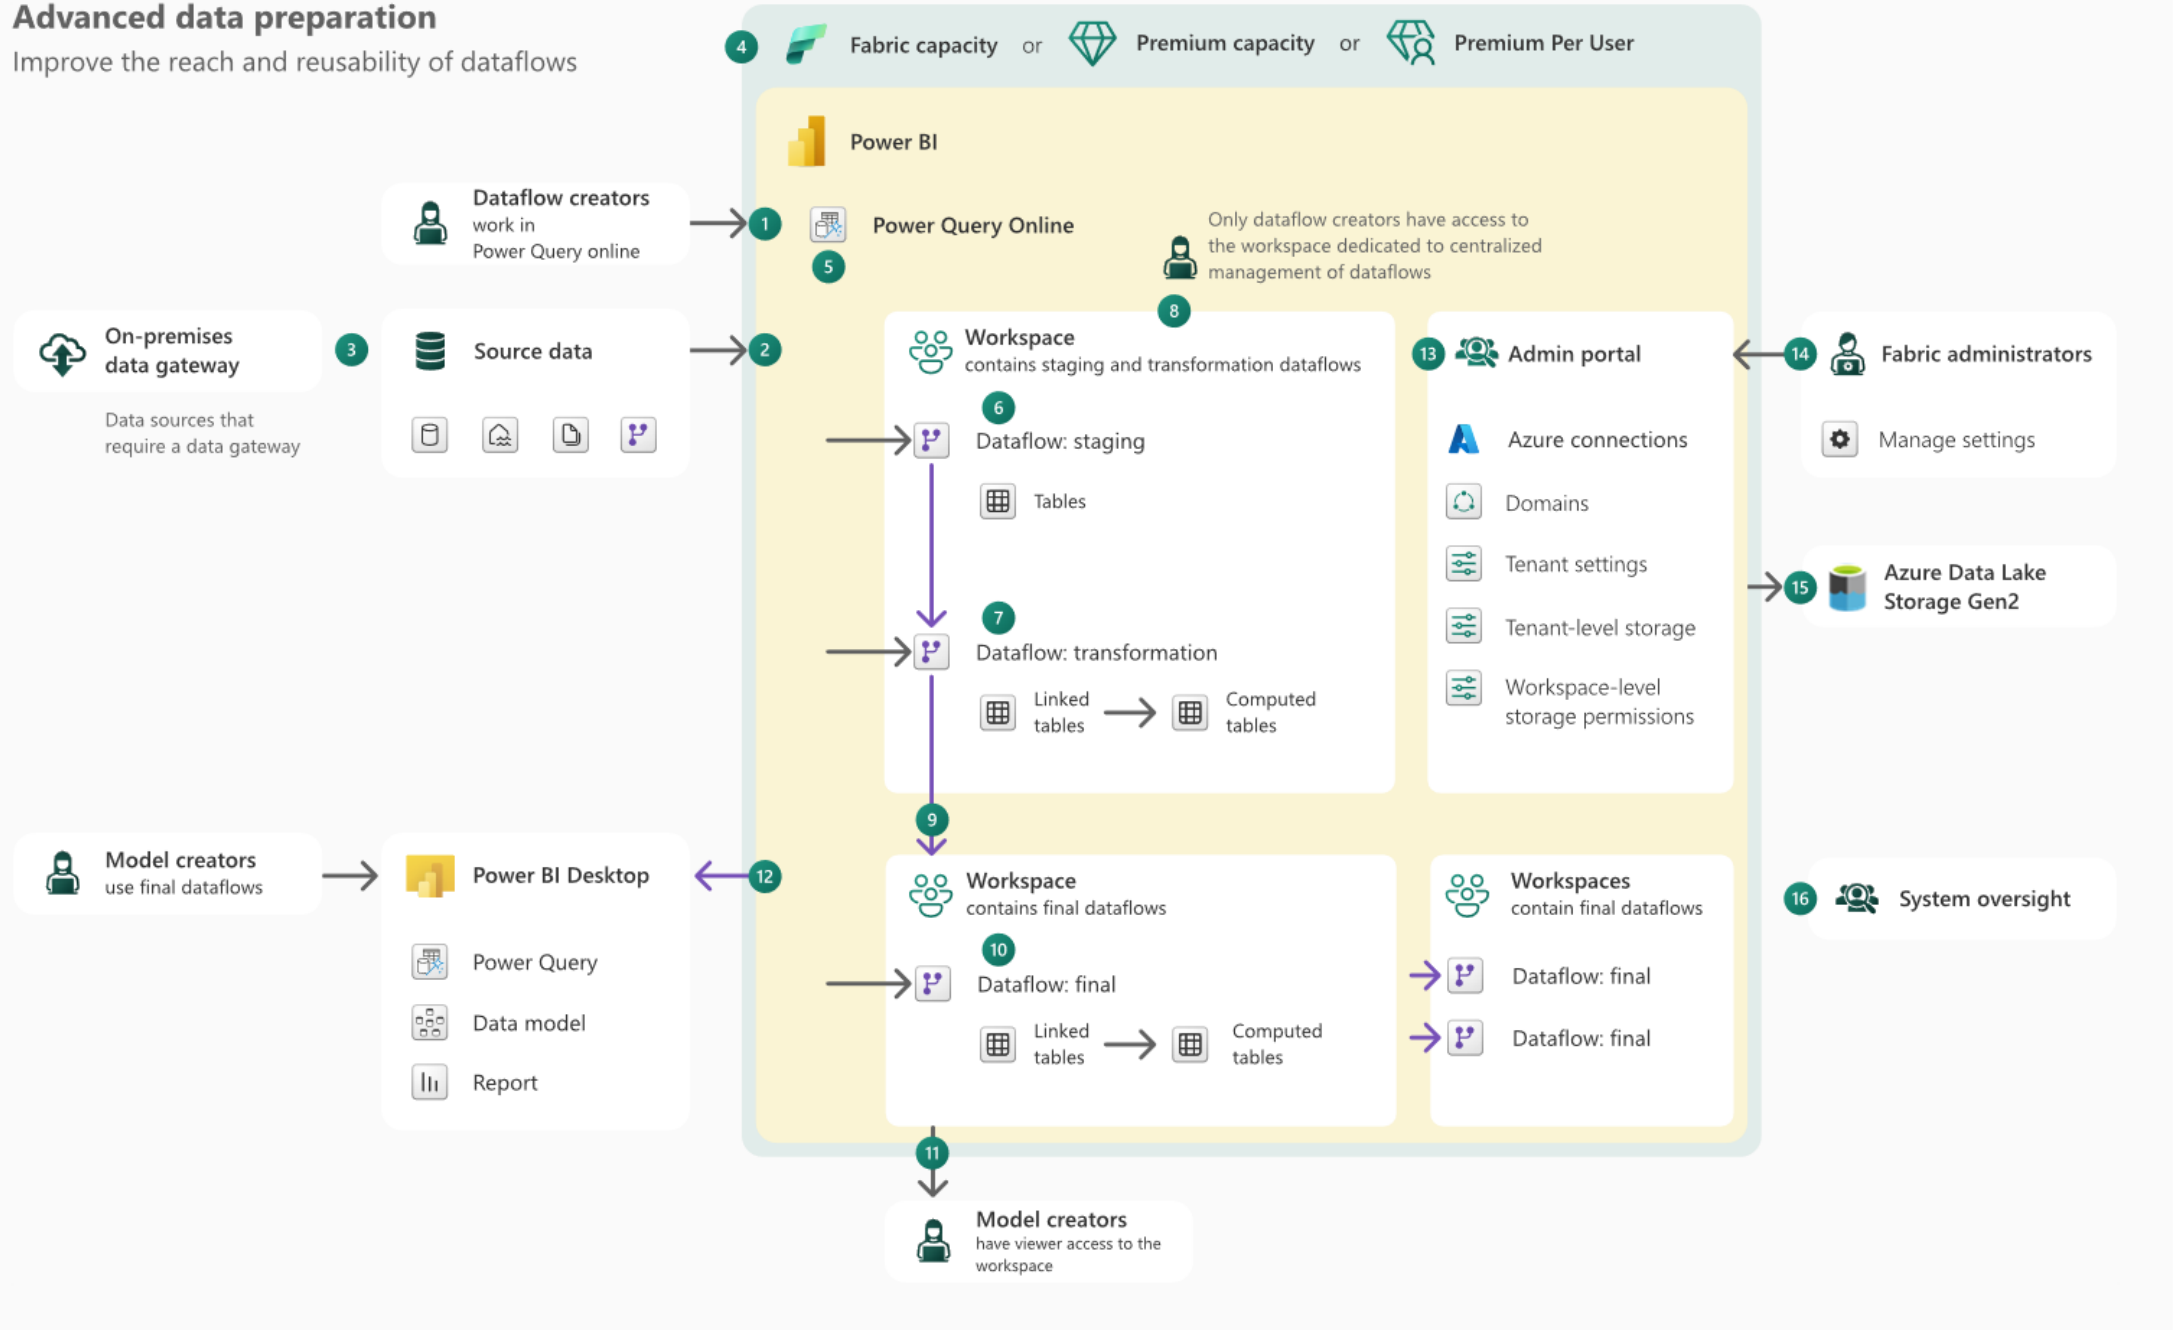 Advanced data preparation
Improve the reach and reusability of dataflows
4
Fabric capacity or Premium capacity or Premium Per User
Power BI
Dataflow creators
work in
Power Query online
1
Power Query Online
5
Only dataflow creators have access to
the workspace dedicated to centralized
management of dataflows
8
On-premises
data gateway
Data sources that
require a data gateway
3
Source data
2
Workspace
contains staging and transformation dataflows
6
Dataflow: staging
Tables
7
Dataflow: transformation
Linked
tables
Computed
tables
13
Admin portal
Azure connections
Domains
Tenant settings
Tenant-level storage
Workspace-level
storage permissions
14
Fabric administrators
Manage settings
15
Azure Data Lake
Storage Gen2
Model creators
use final dataflows
Power BI Desktop
Power Query
Data model
Report
12
9
Workspace
contains final dataflows
10
Dataflow: final
Linked
tables
Computed
tables
Workspaces
contain final dataflows
Dataflow: final
Dataflow: final
16
System oversight
11
Model creators
have viewer access to the
workspace